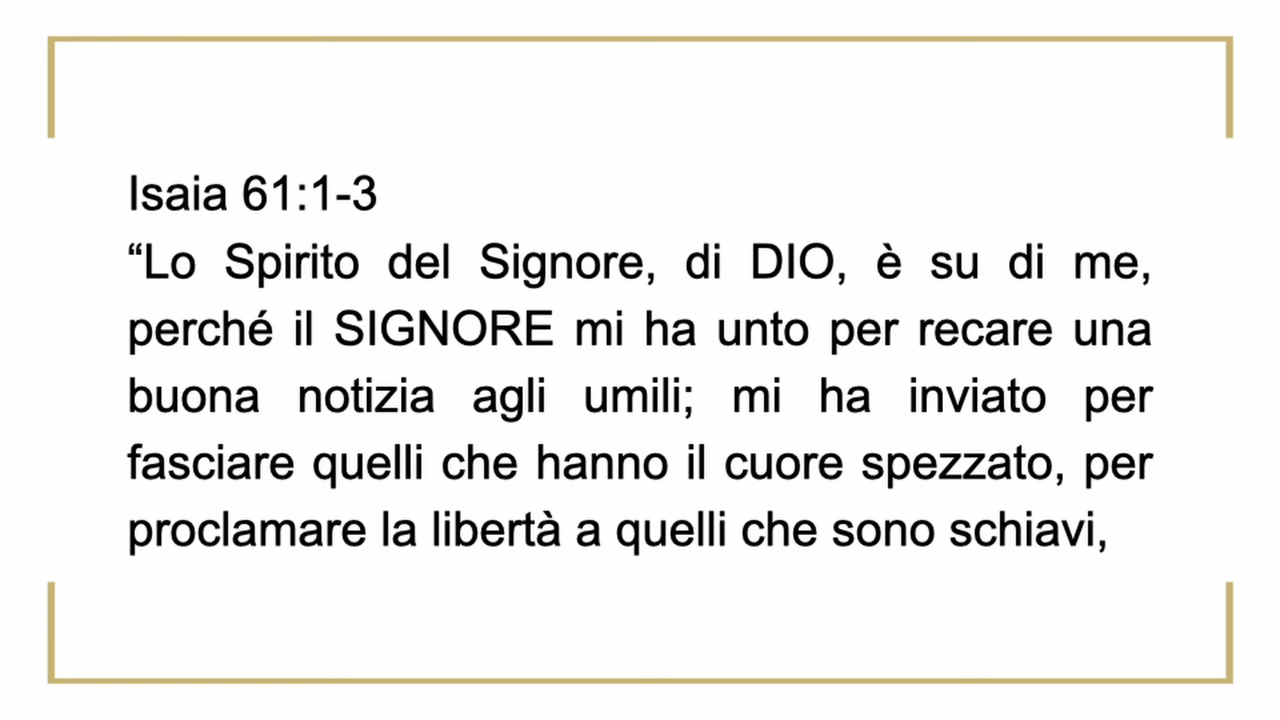 Isaia 61:1-3
“Lo Spirito del Signore, di DIO, è su di me,
perché il SIGNORE mi ha unto per recare una
buona notizia agli umili; mi ha inviato per
fasciare quelli che hanno il cuore spezzato, per
proclamare la libertà a quelli che sono schiavi,